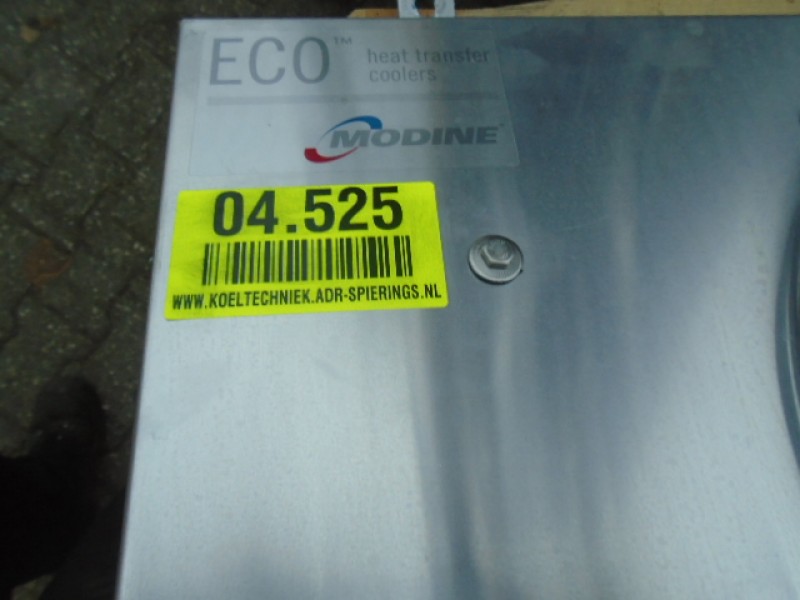 ECO™ heat transfer
coolers
MODINE
04.525
WWW.KOELTECHNIEK.ADR-SPIERINGS.NL